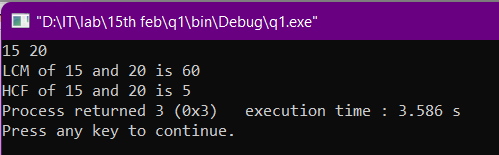 "D:\IT\lab\15th feb\q1\bin\Debug\q1.exe"
15 20
LCM of 15 and 20 is 60
HCF of 15 and 20 is 5
Process returned 3 (0x3)   execution time : 3.586 s
Press any key to continue.